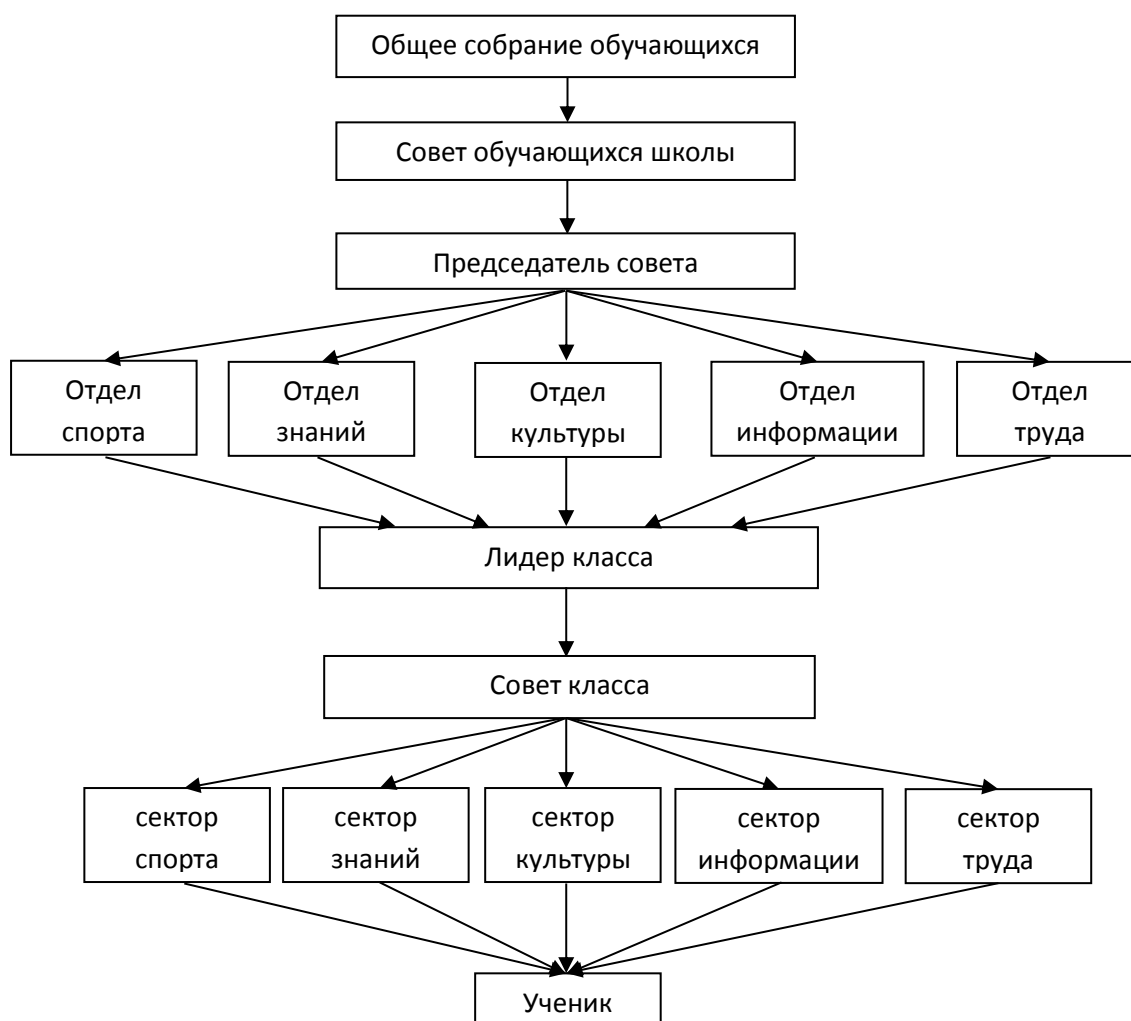 Общее собрание обучающихся
Совет обучающихся школы
Председатель совета
Отдел
спорта
Отдел
знаний
Отдел
культуры
Отдел
информации
Отдел
труда
Лидер класса
Совет класса
сектор
спорта
сектор
знаний
сектор
культуры
сектор
информации
сектор
труда
Ученик